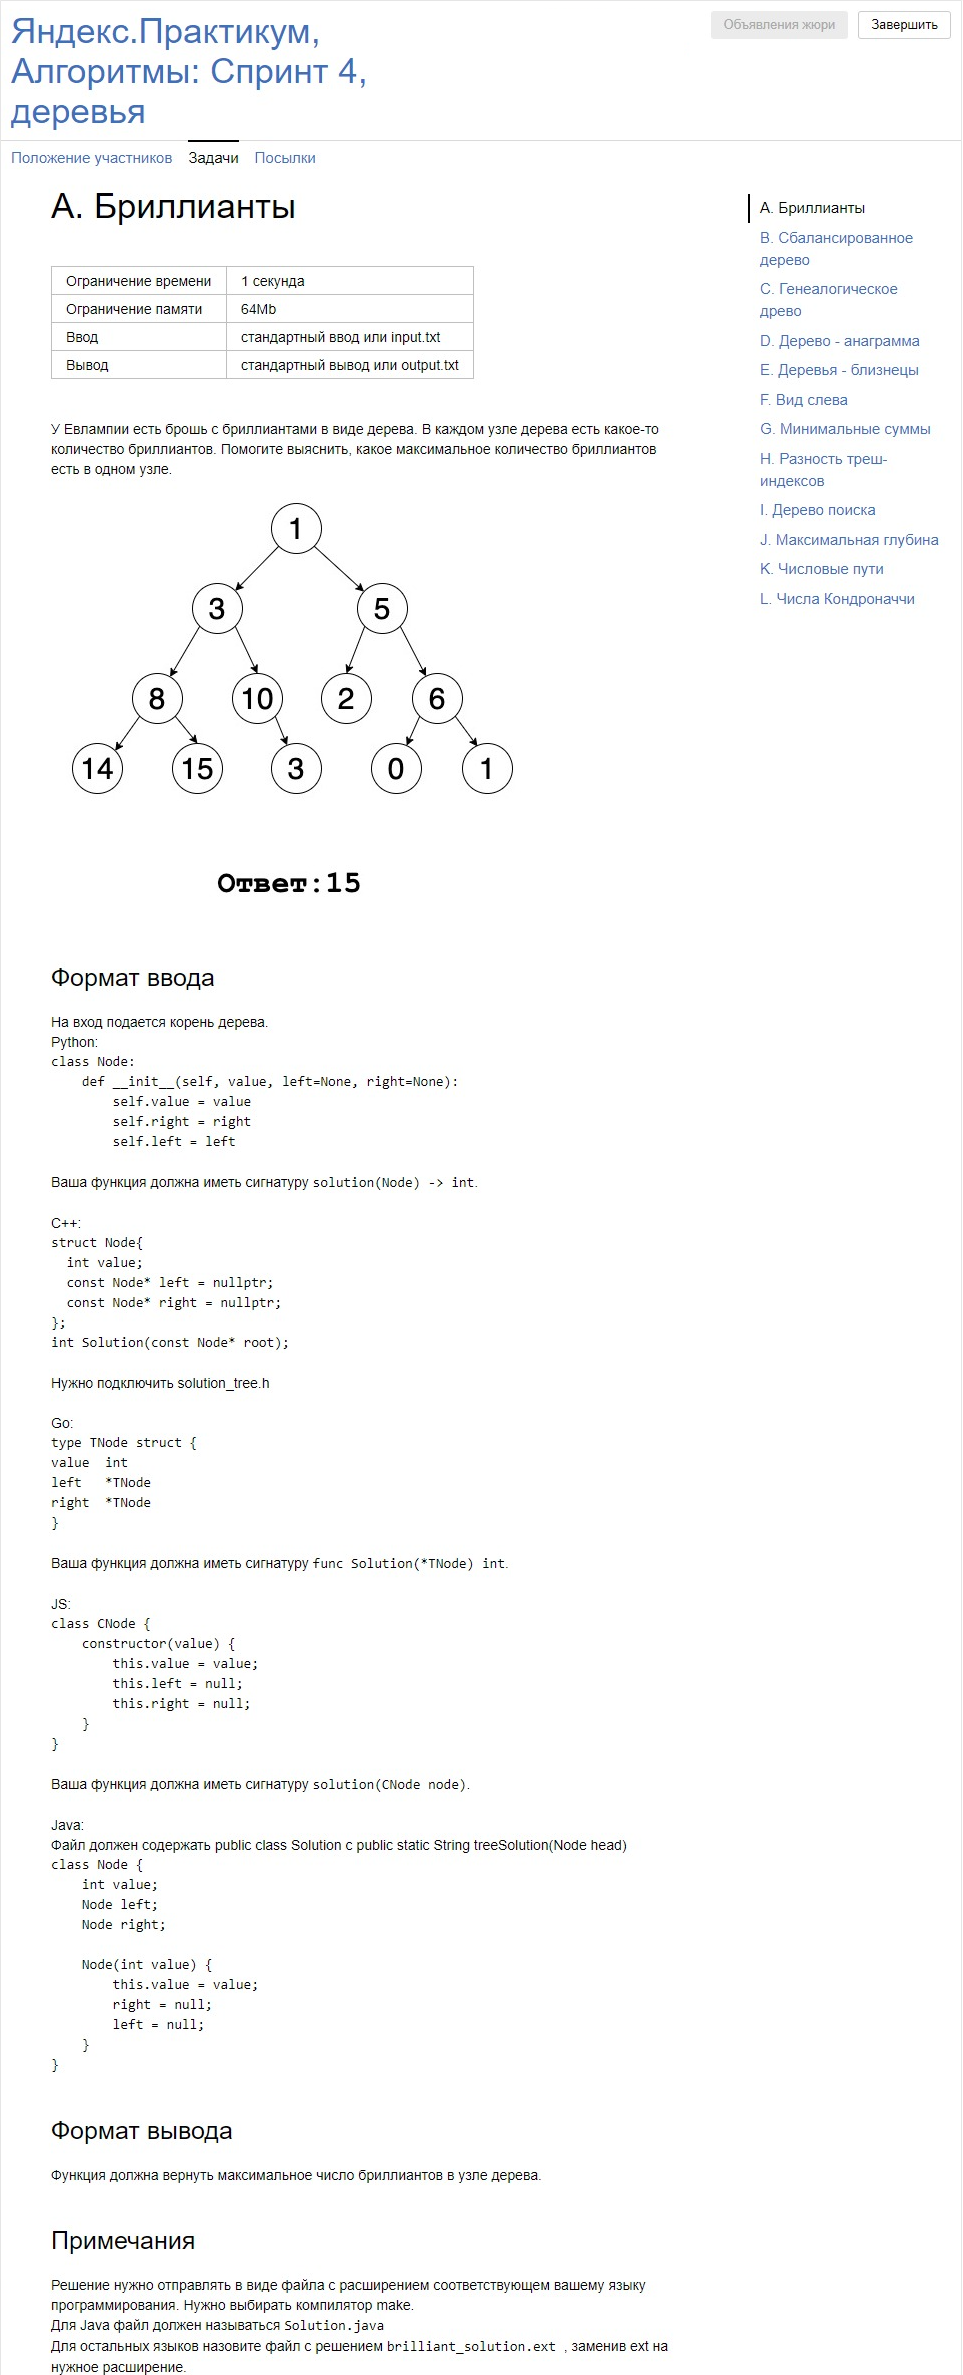 Яндекс.Практикум,
Алгоритмы: Спринт 4,
деревья
Объявления жюри
Завершить
Положение участников Задачи Посылки
A. Бриллианты
Ограничение времени 1 секунда
Ограничение памяти 64Mb
Ввод стандартный ввод или input.txt
Вывод стандартный вывод или output.txt
У Евлампии есть брошь с бриллиантами в виде дерева. В каждом узле дерева есть какое-то
количество бриллиантов. Помогите выяснить, какое максимальное количество бриллиантов
есть в одном узле.
1
3 5
8 10 2 6
14 15 3 0 1
Ответ:15
Формат ввода
На вход подается корень дерева.
Python:
class Node:
    def __init__(self, value, left=None, right=None):
        self.value = value
        self.right = right
        self.left = left
Ваша функция должна иметь сигнатуру solution(Node) -> int.
C++:
struct Node{
  int value;
  const Node* left = nullptr;
  const Node* right = nullptr;
};
int Solution(const Node* root);
Нужно подключить solution_tree.h
Go:
type TNode struct {
value  int
left   *TNode
right  *TNode
}
Ваша функция должна иметь сигнатуру func Solution(*TNode) int.
JS:
class CNode {
    constructor(value) {
        this.value = value;
        this.left = null;
        this.right = null;
    }
}
Ваша функция должна иметь сигнатуру solution(CNode node).
Java:
Файл должен содержать public class Solution с public static String treeSolution(Node head)
class Node {
    int value;
    Node left;
    Node right;
    Node(int value) {
        this.value = value;
        right = null;
        left = null;
    }
}
Формат вывода
Функция должна вернуть максимальное число бриллиантов в узле дерева.
Примечания
Решение нужно отправлять в виде файла с расширением соответствующем вашему языку
программирования. Нужно выбирать компилятор make.
Для Java файл должен называться Solution.java
Для остальных языков назовите файл с решением brilliant_solution.ext , заменив ext на
нужное расширение.
A. Бриллианты
B. Сбалансированное
дерево
C. Генеалогическое
древо
D. Дерево - анаграмма
E. Деревья - близнецы
F. Вид слева
G. Минимальные суммы
H. Разность треш-
индексов
I. Дерево поиска
J. Максимальная глубина
K. Числовые пути
L. Числа Кондроначчи